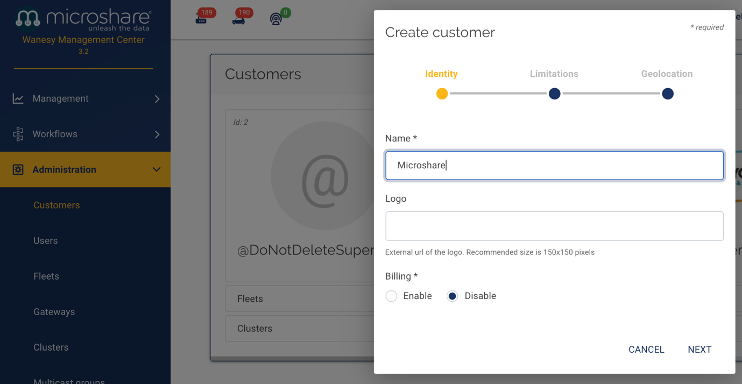 microshare®
unleash the data
Wanesy Management Center
3.2
Management
Workflows
Administration
Customers
Users
Fleets
Gateways
Clusters
Multicast groups
189
190
0
Customers
Id: 2
@
@DoNotDeleteSuper
Fleets
Clusters
Create customer
* required
Identity
Limitations
Geolocation
Name *
Microshare
Logo
External url of the logo. Recommended size is 150x150 pixels
Billing *
Enable
Disable
CANCEL
NEXT